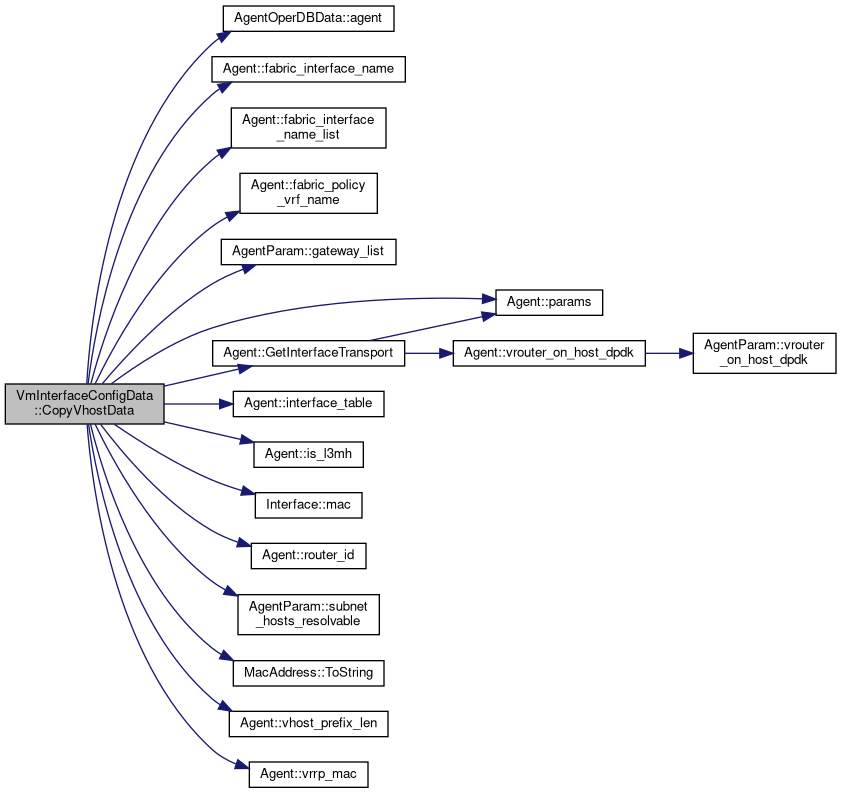 AgentOperDBData::agent
Agent::fabric_interface_name
Agent::fabric_interface
_name_list
Agent::fabric_policy
_vrf_name
AgentParam::gateway_list
Agent::params
Agent::GetInterfaceTransport
Agent::vrouter_on_host_dpdk
AgentParam::vrouter
_on_host_dpdk
VmInterfaceConfigData
::CopyVhostData
Agent::interface_table
Agent::is_l3mh
Interface::mac
Agent::router_id
AgentParam::subnet
_hosts_resolvable
MacAddress::ToString
Agent::vhost_prefix_len
Agent::vrrp_mac